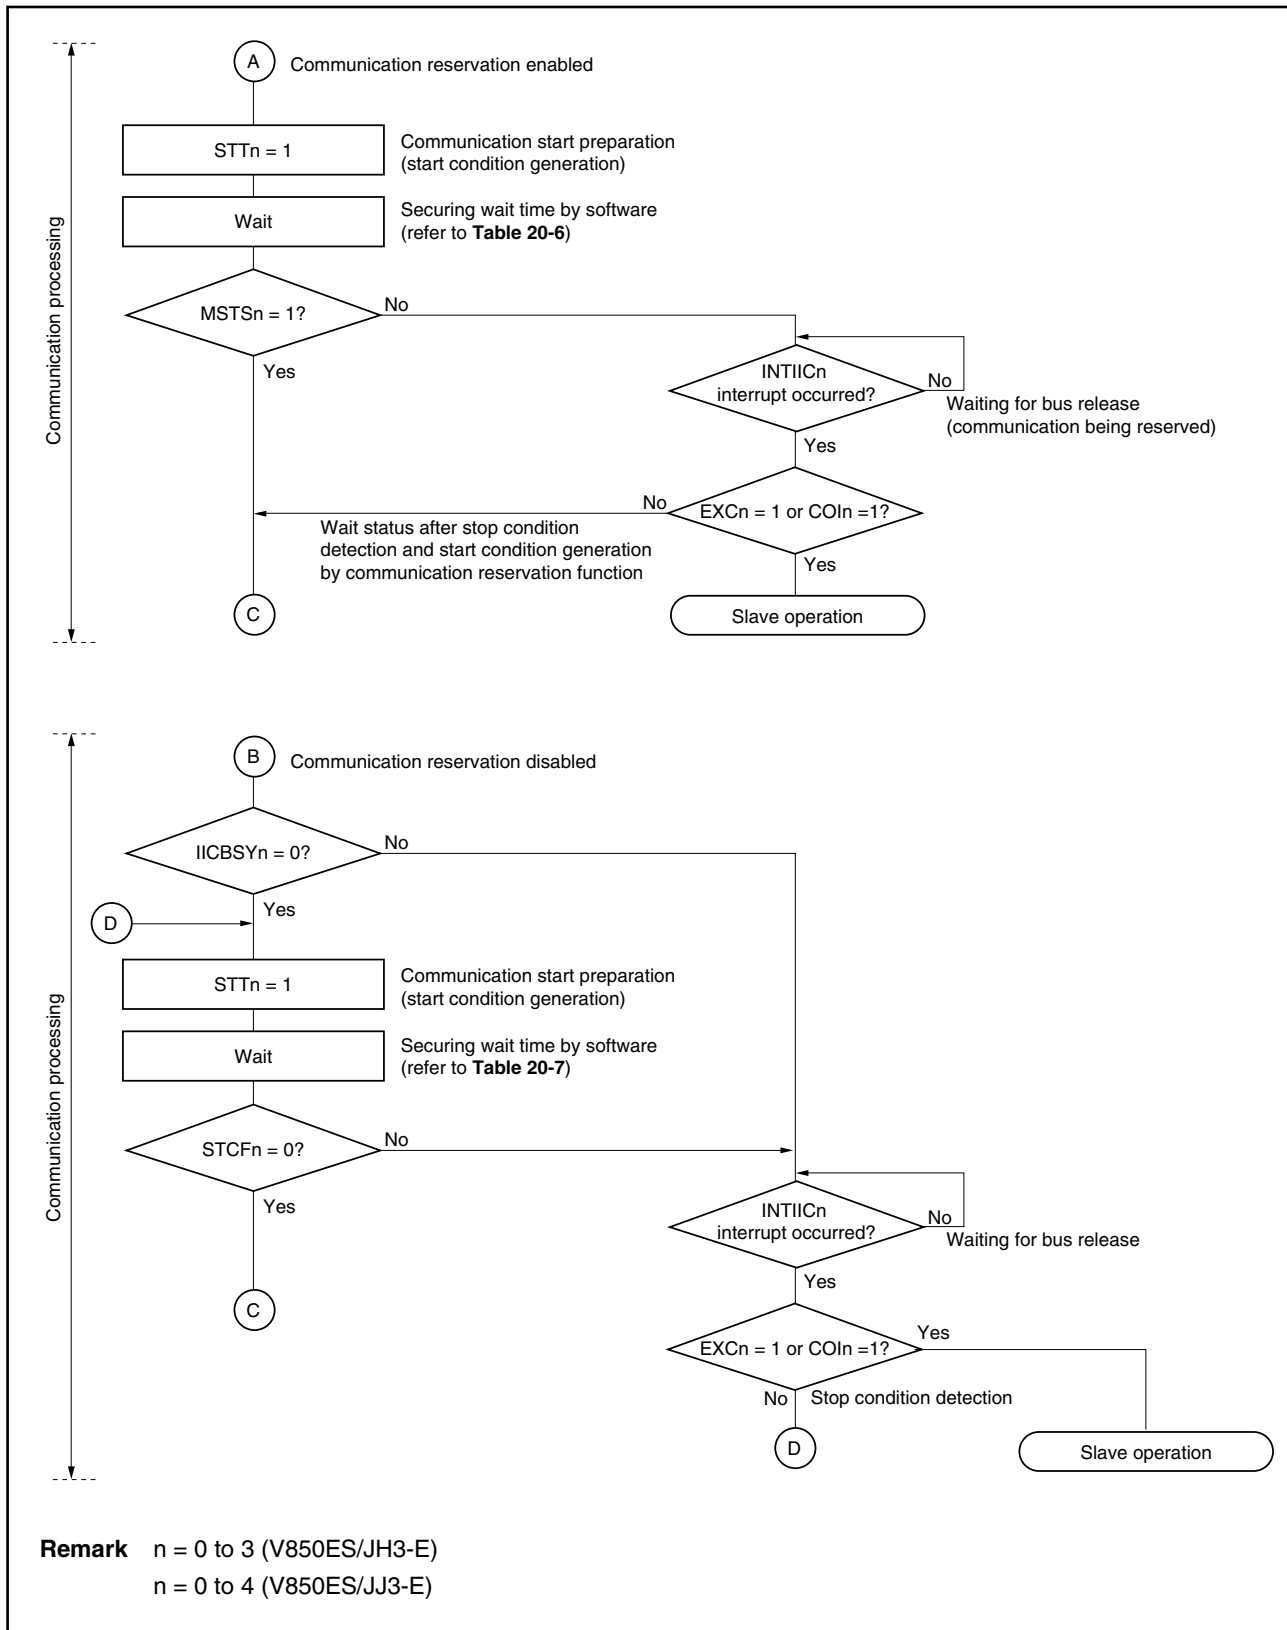 A
Communication reservation enabled
STTn = 1
Communication start preparation
(start condition generation)
Wait
Securing wait time by software
(refer to Table 20-6)
Communication processing
MSTSn = 1?
No
Yes
INTIICn
interrupt occurred?
No
Waiting for bus release
(communication being reserved)
Yes
EXCn = 1 or COIn =1?
No
Wait status after stop condition
detection and start condition generation
by communication reservation function
Yes
C
Slave operation
B
Communication reservation disabled
IICBSYn = 0?
No
Yes
D
STTn = 1
Communication start preparation
(start condition generation)
Wait
Securing wait time by software
(refer to Table 20-7)
Communication processing
STCFn = 0?
No
Yes
INTIICn
interrupt occurred?
No
Waiting for bus release
Yes
C
EXCn = 1 or COIn =1?
Yes
No
Stop condition detection
D
Slave operation
Remark n = 0 to 3 (V850ES/JH3-E)
n = 0 to 4 (V850ES/JJ3-E)